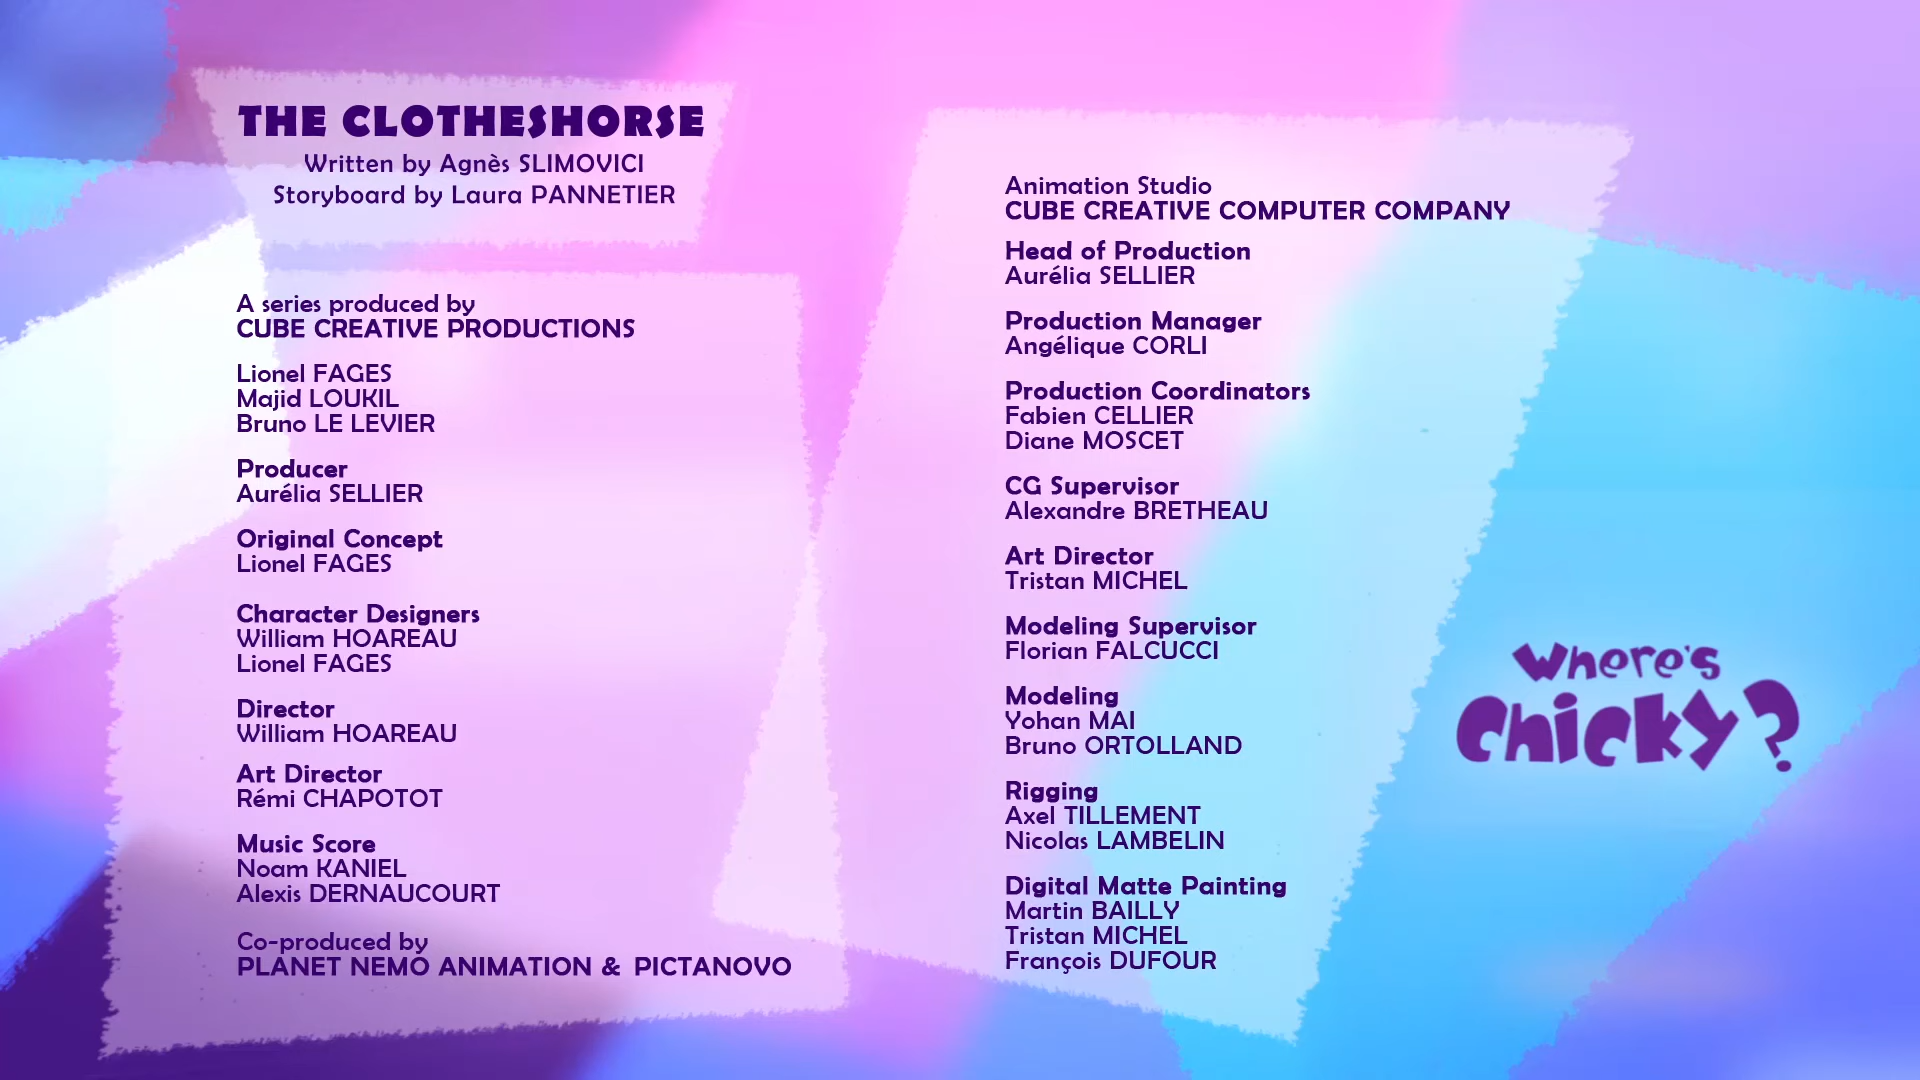 THE CLOTHESHORSE
Written by Agnès SLIMOVICI
Storyboard by Laura PANNETIER
A series produced by
CUBE CREATIVE PRODUCTIONS
Lionel FAGES
Majid LOUKIL
Bruno LE LEVIER
Producer
Aurélia SELLIER
Original Concept
Lionel FAGES
Character Designers
William HOAREAU
Lionel FAGES
Director
William HOAREAU
Art Director
Rémi CHAPOTOT
Music Score
Noam KANIEL
Alexis DERNAUCOURT
Co-produced by
PLANET NEMO ANIMATION & PICTANOVO
Animation Studio
CUBE CREATIVE COMPUTER COMPANY
Head of Production
Aurélia SELLIER
Production Manager
Angélique CORLI
Production Coordinators
Fabien CELLIER
Diane MOSCET
CG Supervisor
Alexandre BRETHEAU
Art Director
Tristan MICHEL
Modeling Supervisor
Florian FALCUCCI
Modeling
Yohan MAI
Bruno ORTOLLAND
Rigging
Axel TILLEMENT
Nicolas LAMBELIN
Digital Matte Painting
Martin BAILLY
Tristan MICHEL
François DUFOUR
Where's
Chicky?